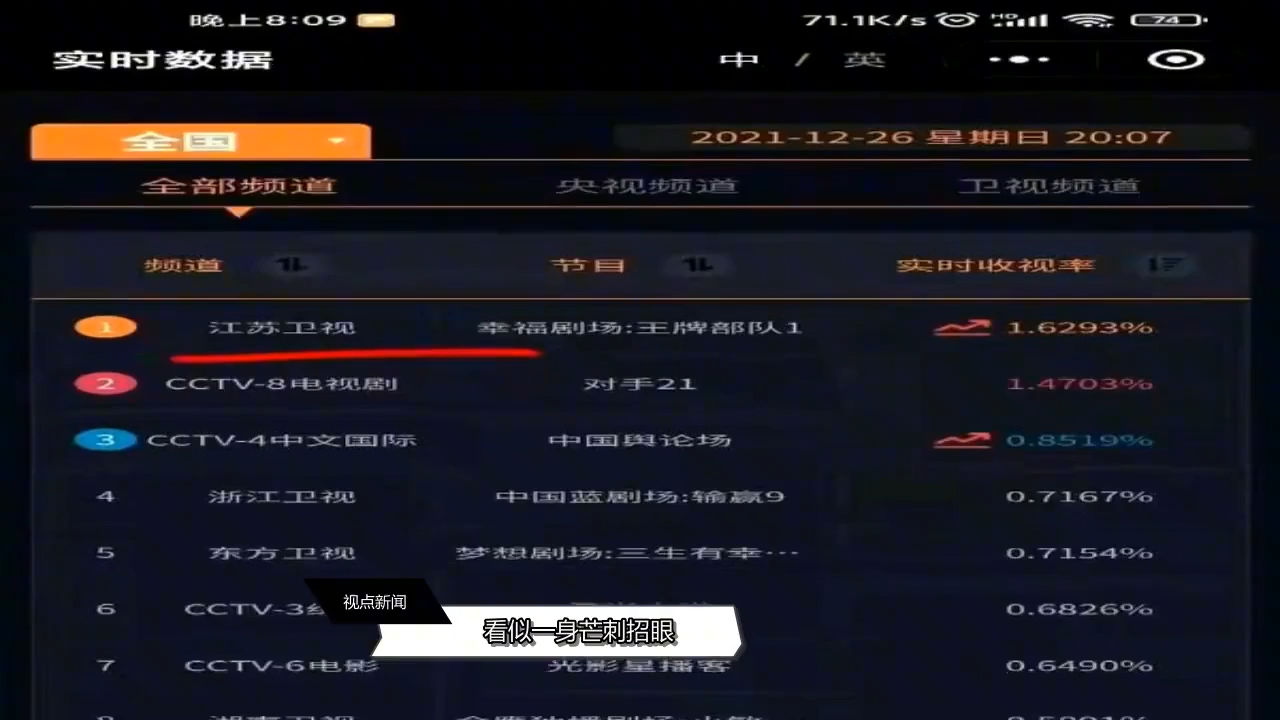 晚上8:09 71.1K/s HD 74
实时数据 中 / 英
全国 2021-12-26 星期日 20:07
全部频道 央视频道 卫视频道
频道 节目 实时收视率
1 江苏卫视 幸福剧场:王牌部队1 1.6293%
2 CCTV-8电视剧 对手21 1.4703%
3 CCTV-4中文国际 中国舆论场 0.8519%
4 浙江卫视 中国蓝剧场:输赢9 0.7167%
5 东方卫视 梦想剧场:三生有幸··· 0.7154%
视点新闻
6 CCTV-3 0.6826%
看似一身芒刺招眼
7 CCTV-6电影 光影星播客 0.6490%